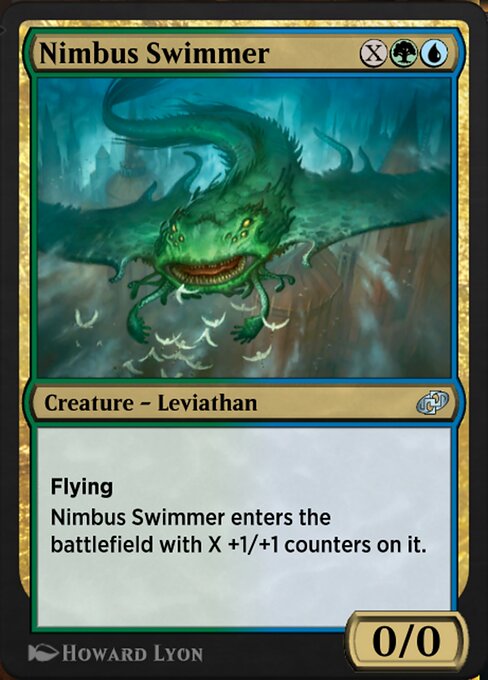 Nimbus Swimmer X
Creature – Leviathan
Flying
Nimbus Swimmer enters the
battlefield with X +1/+1 counters on it.
0/0
Howard Lyon